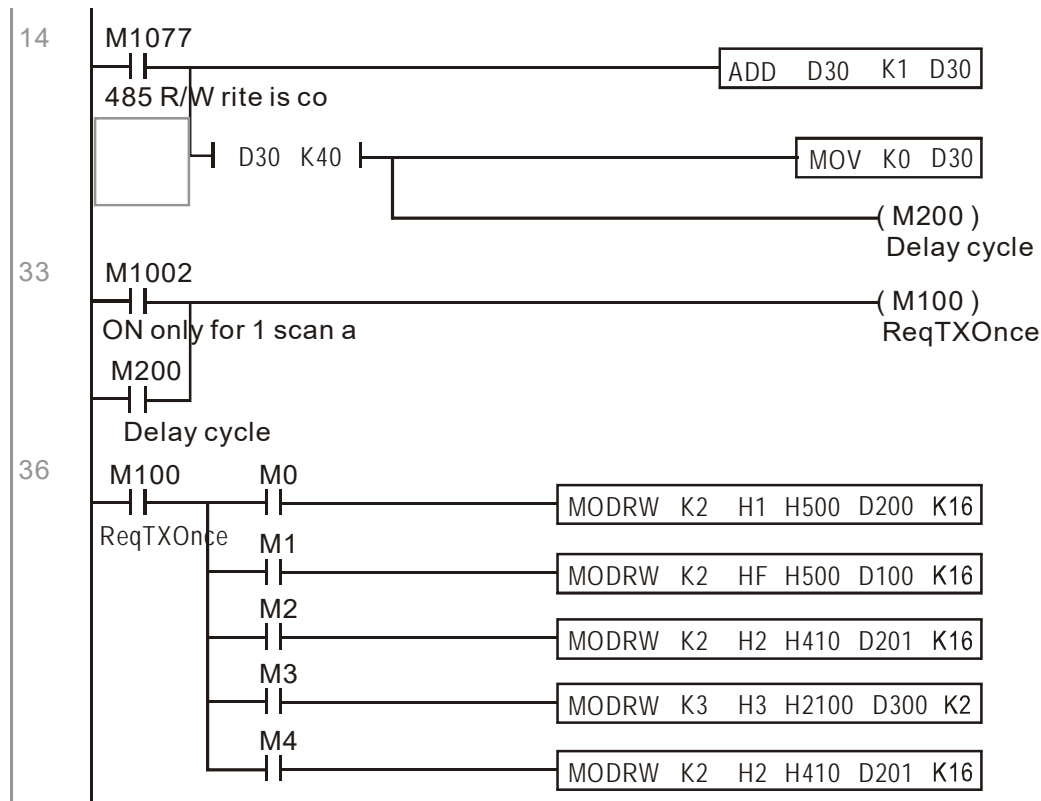 14
M1077
ADD D30 K1 D30
485 R/W rite is co
D30 K40
MOV K0 D30
( M200 )
Delay cycle
33
M1002
( M100 )
ON only for 1 scan a
ReqTXOnce
M200
Delay cycle
36
M100 M0
MODRW K2 H1 H500 D200 K16
ReqTXOnce
M1
MODRW K2 HF H500 D100 K16
M2
MODRW K2 H2 H410 D201 K16
M3
MODRW K3 H3 H2100 D300 K2
M4
MODRW K2 H2 H410 D201 K16